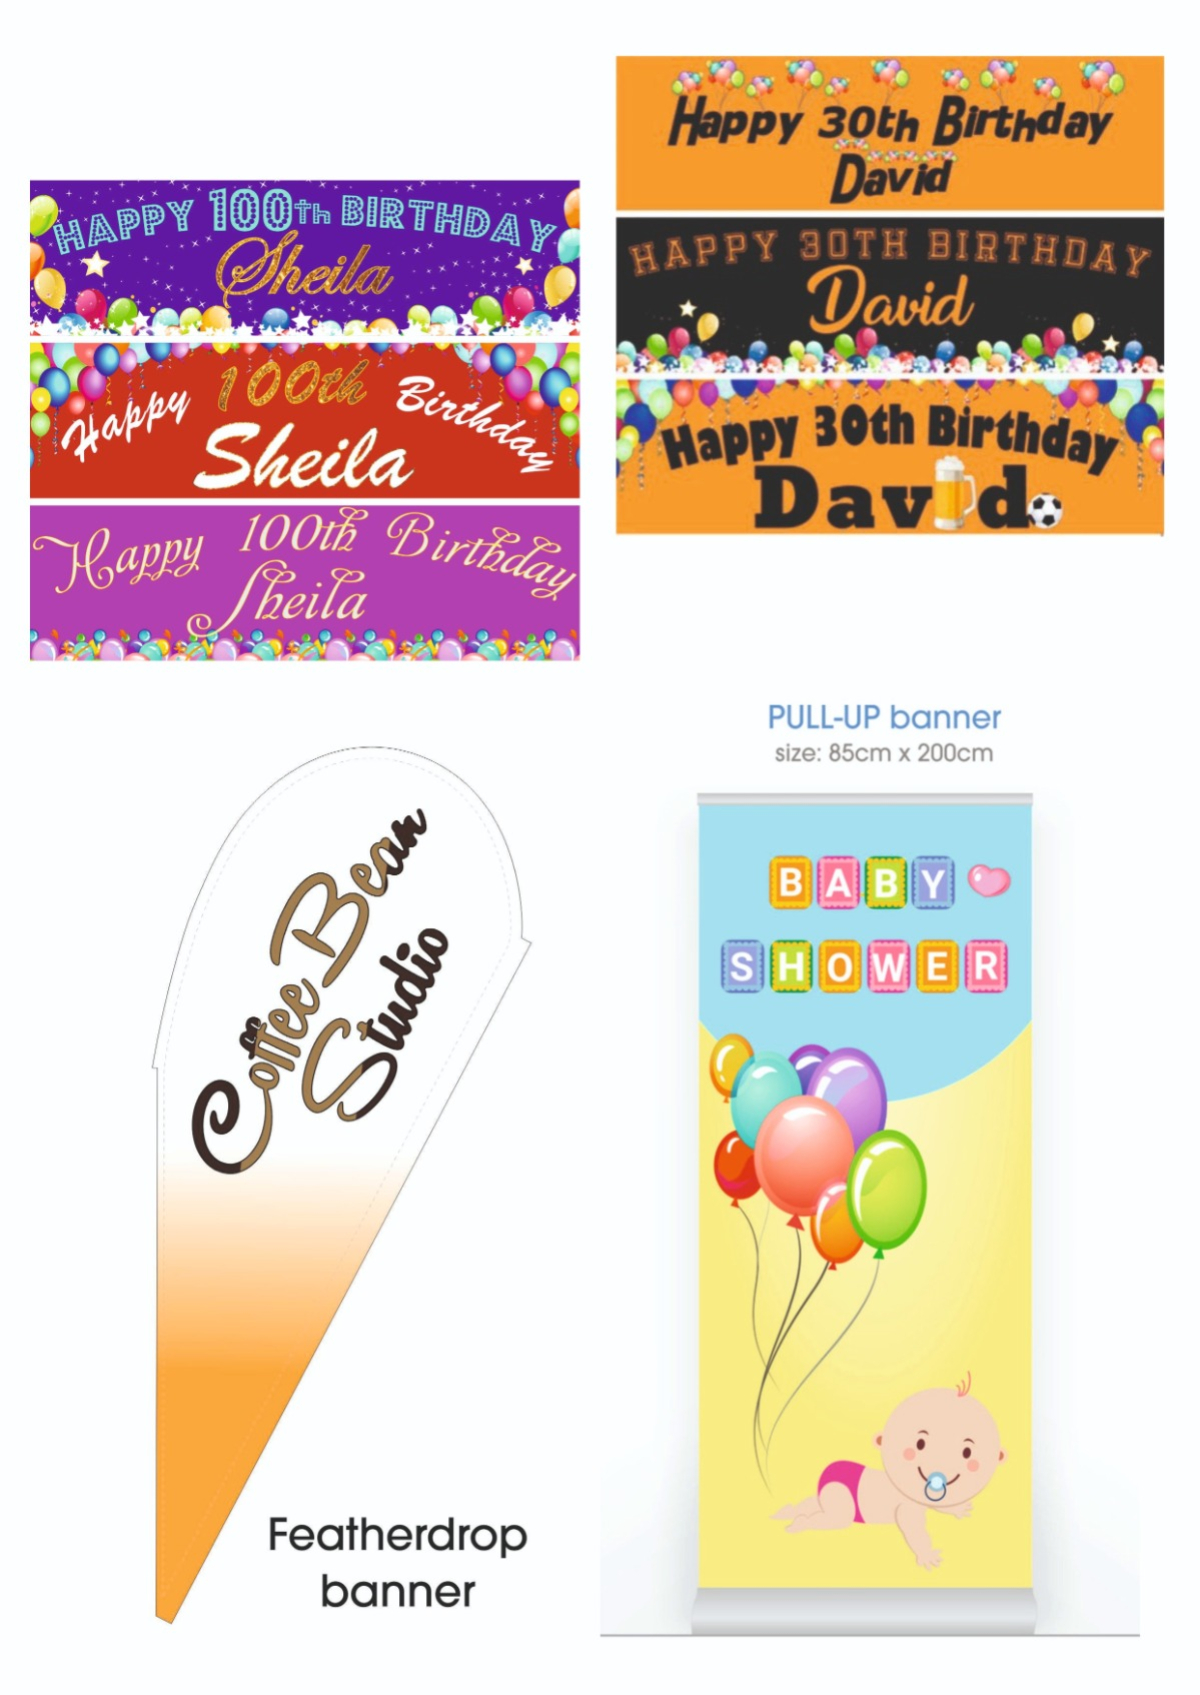 HAPPY 100th BIRTHDAY
Sheila
Happy 100th Birthday
Sheila
Happy 100th Birthday
Sheila
Happy 30th Birthday
David
HAPPY 30TH BIRTHDAY
David
Happy 30th Birthday
David
Coffee Bean
Studio
Featherdrop
banner
PULL-UP banner
size: 85cm x 200cm
BABY
SHOWER